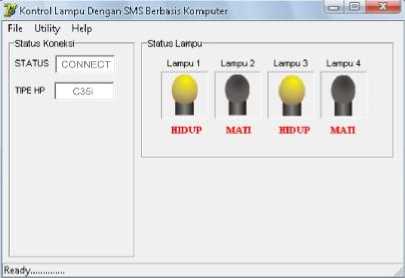 Kontrol Lampu Dengan SMS Berbasis Komputer
File Utility Help
Status Koneksi
STATUS CONNECT
TIPE HP C35i
Status Lampu
Lampu 1 Lampu 2 Lampu 3 Lampu 4
HIDUP MATI HIDUP MATI
Ready..............